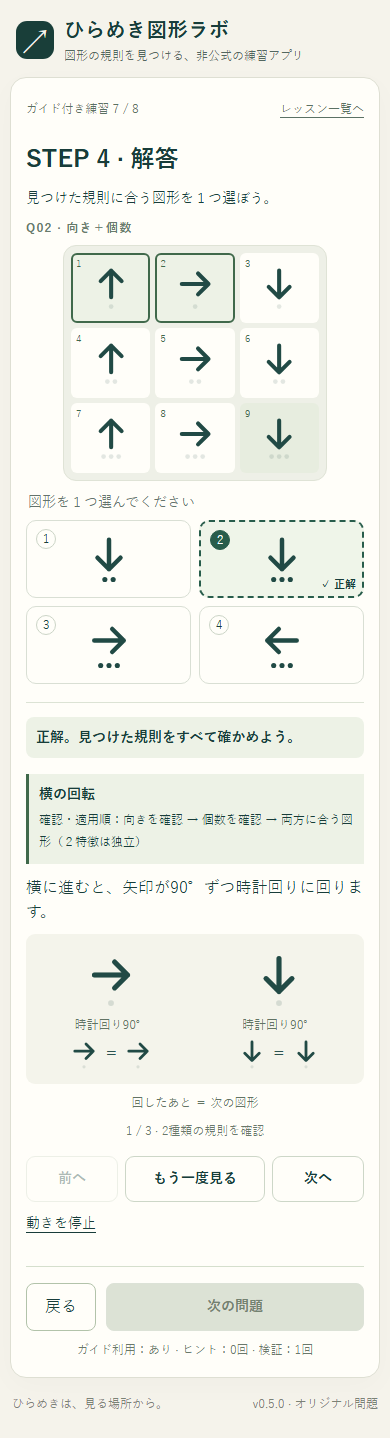 ひらめき図形ラボ
図形の規則を見つける、非公式の練習アプリ
ガイド付き練習 7 / 8
レッスン一覧へ
STEP 4 · 解答
見つけた規則に合う図形を1つ選ぼう。
Q02 · 向き＋個数
1 2 3
4 5 6
7 8 9
図形を1つ選んでください
1
2
✓ 正解
3
4
正解。見つけた規則をすべて確かめよう。
横の回転
確認・適用順：向きを確認 → 個数を確認 → 両方に合う図
形（2特徴は独立）
横に進むと、矢印が90°ずつ時計回りに回りま
す。
時計回り90° 時計回り90°
→ = → ↓ = ↓
回したあと ＝ 次の図形
1 / 3 · 2種類の規則を確認
前へ もう一度見る 次へ
動きを停止
戻る 次の問題
ガイド利用：あり · ヒント：0回 · 検証：1回
ひらめきは、見る場所から。
v0.5.0 · オリジナル問題